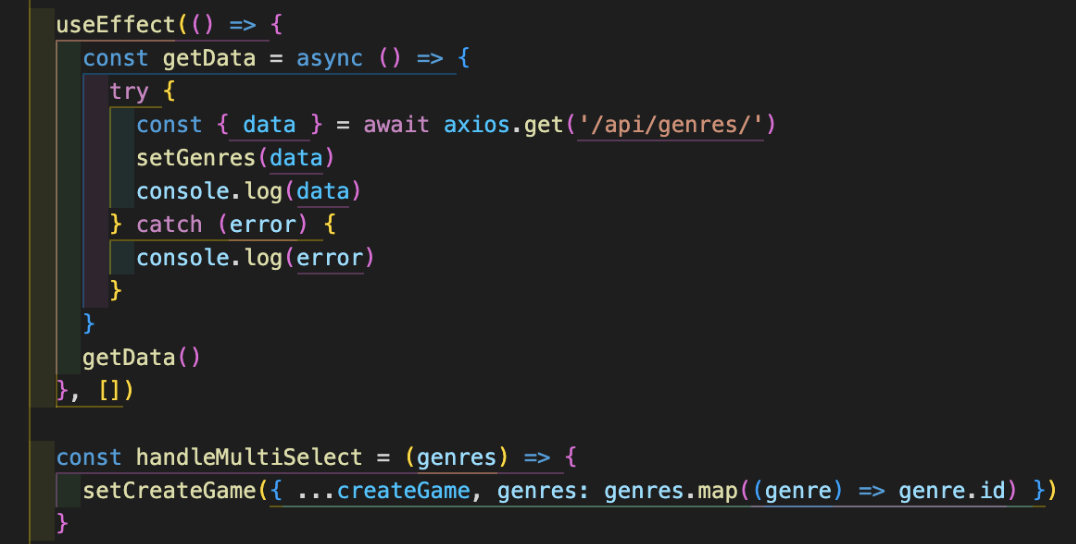 useEffect(() => {
const getData = async () => {
try {
const { data } = await axios.get('/api/genres/')
setGenres(data)
console.log(data)
} catch (error) {
console.log(error)
}
}
getData()
}, [])
const handleMultiSelect = (genres) => {
setCreateGame({ ...createGame, genres: genres.map((genre) => genre.id) })
}